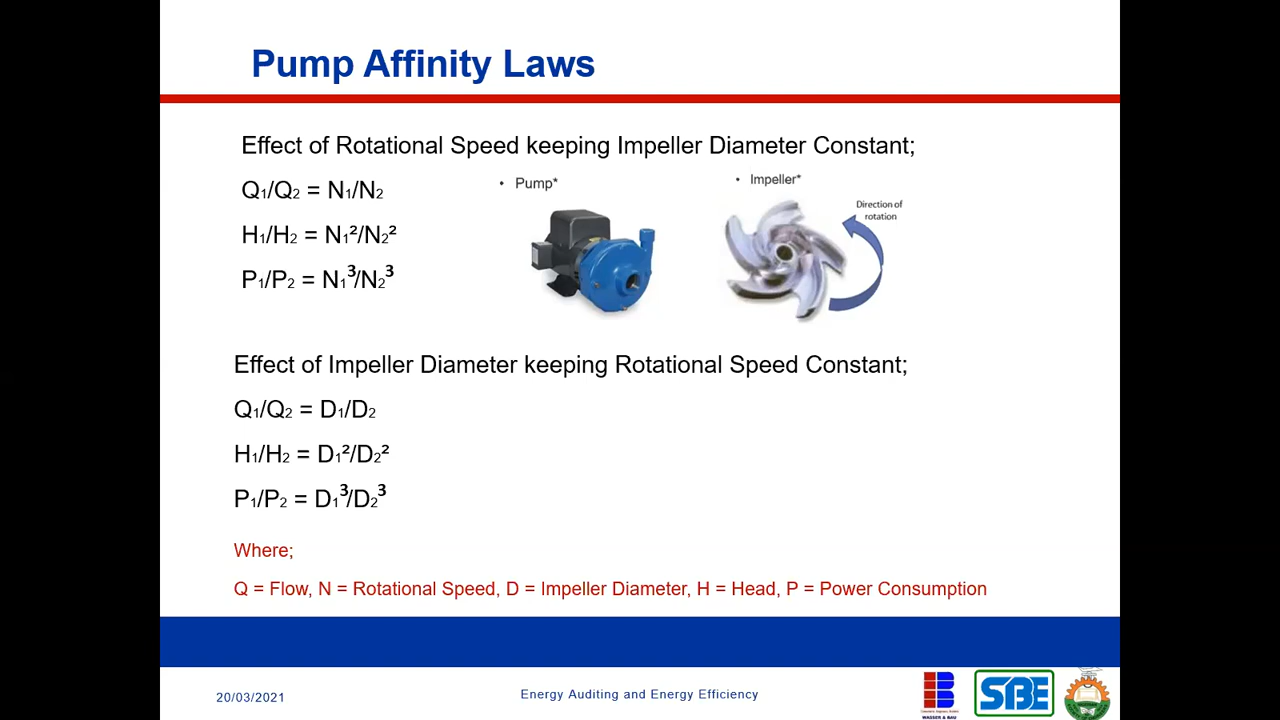 Pump Affinity Laws
Effect of Rotational Speed keeping Impeller Diameter Constant;
Q₁/Q₂ = N₁/N₂
• Pump*
• Impeller*
Direction of
rotation
H₁/H₂ = N₁²/N₂²
P₁/P₂ = N₁³/N₂³
Effect of Impeller Diameter keeping Rotational Speed Constant;
Q₁/Q₂ = D₁/D₂
H₁/H₂ = D₁²/D₂²
P₁/P₂ = D₁³/D₂³
Where;
Q = Flow, N = Rotational Speed, D = Impeller Diameter, H = Head, P = Power Consumption
20/03/2021
Energy Auditing and Energy Efficiency
WASSER & BAU
SBE